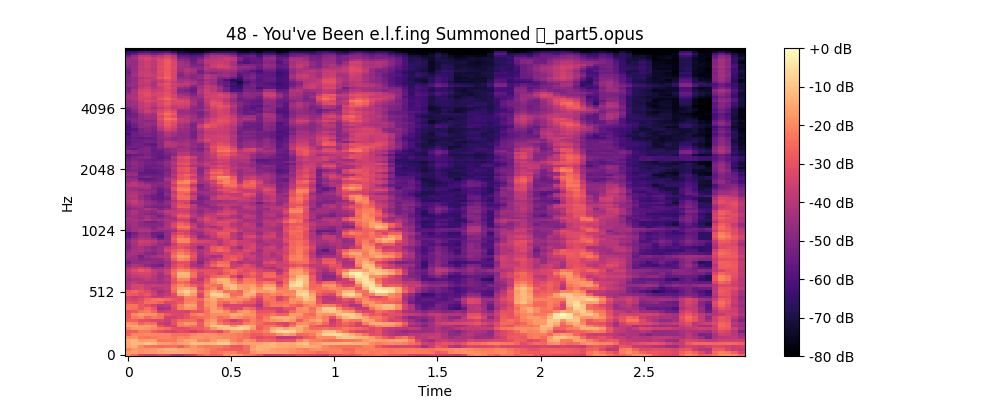 48 - You've Been e.l.f.ing Summoned _part5.opus
+0 dB
-10 dB
-20 dB
-30 dB
-40 dB
-50 dB
-60 dB
-70 dB
-80 dB
4096
2048
1024
512
0
Hz
0 0.5 1 1.5 2 2.5
Time